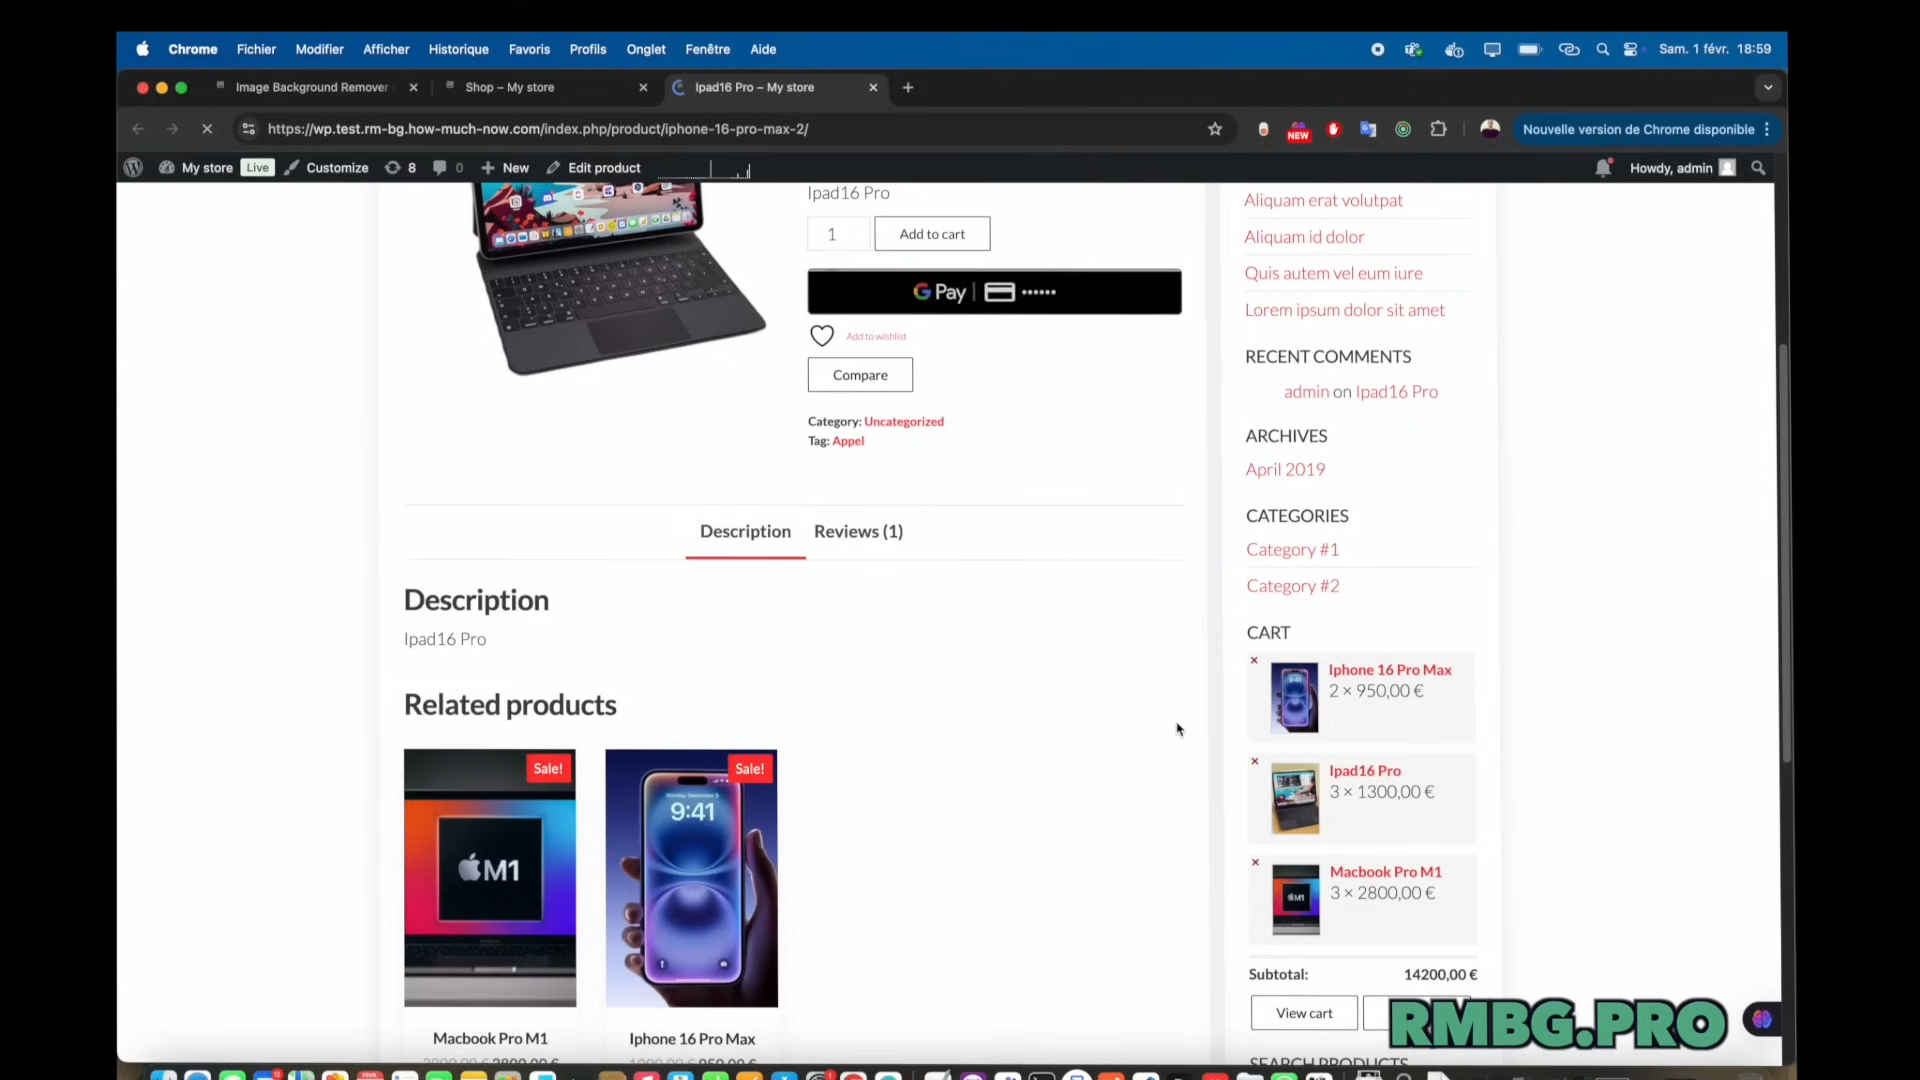 Chrome Fichier Modifier Afficher Historique Favoris Profils Onglet Fenêtre Aide Sam. 1 févr. 18:59
Image Background Remover Shop – My store Ipad16 Pro – My store
https://wp.test.rm-bg.how-much-now.com/index.php/product/iphone-16-pro-max-2/ NEW Nouvelle version de Chrome disponible
My store Live Customize 8 0 New Edit product Howdy, admin
Ipad16 Pro
1 Add to cart
G Pay
Add to wishlist
Compare
Category: Uncategorized
Tag: Appel
Description Reviews (1)
Description
Ipad16 Pro
Related products
Sale!
M1
Macbook Pro M1
2800,00 €
Sale!
9:41
Iphone 16 Pro Max
950,00 €
Aliquam erat volutpat
Aliquam id dolor
Quis autem vel eum iure
Lorem ipsum dolor sit amet
RECENT COMMENTS
admin on Ipad16 Pro
ARCHIVES
April 2019
CATEGORIES
Category #1
Category #2
CART
Iphone 16 Pro Max
2 × 950,00 €
Ipad16 Pro
3 × 1300,00 €
Macbook Pro M1
3 × 2800,00 €
Subtotal: 14200,00 €
View cart
RMBG.PRO
SEARCH PRODUCTS